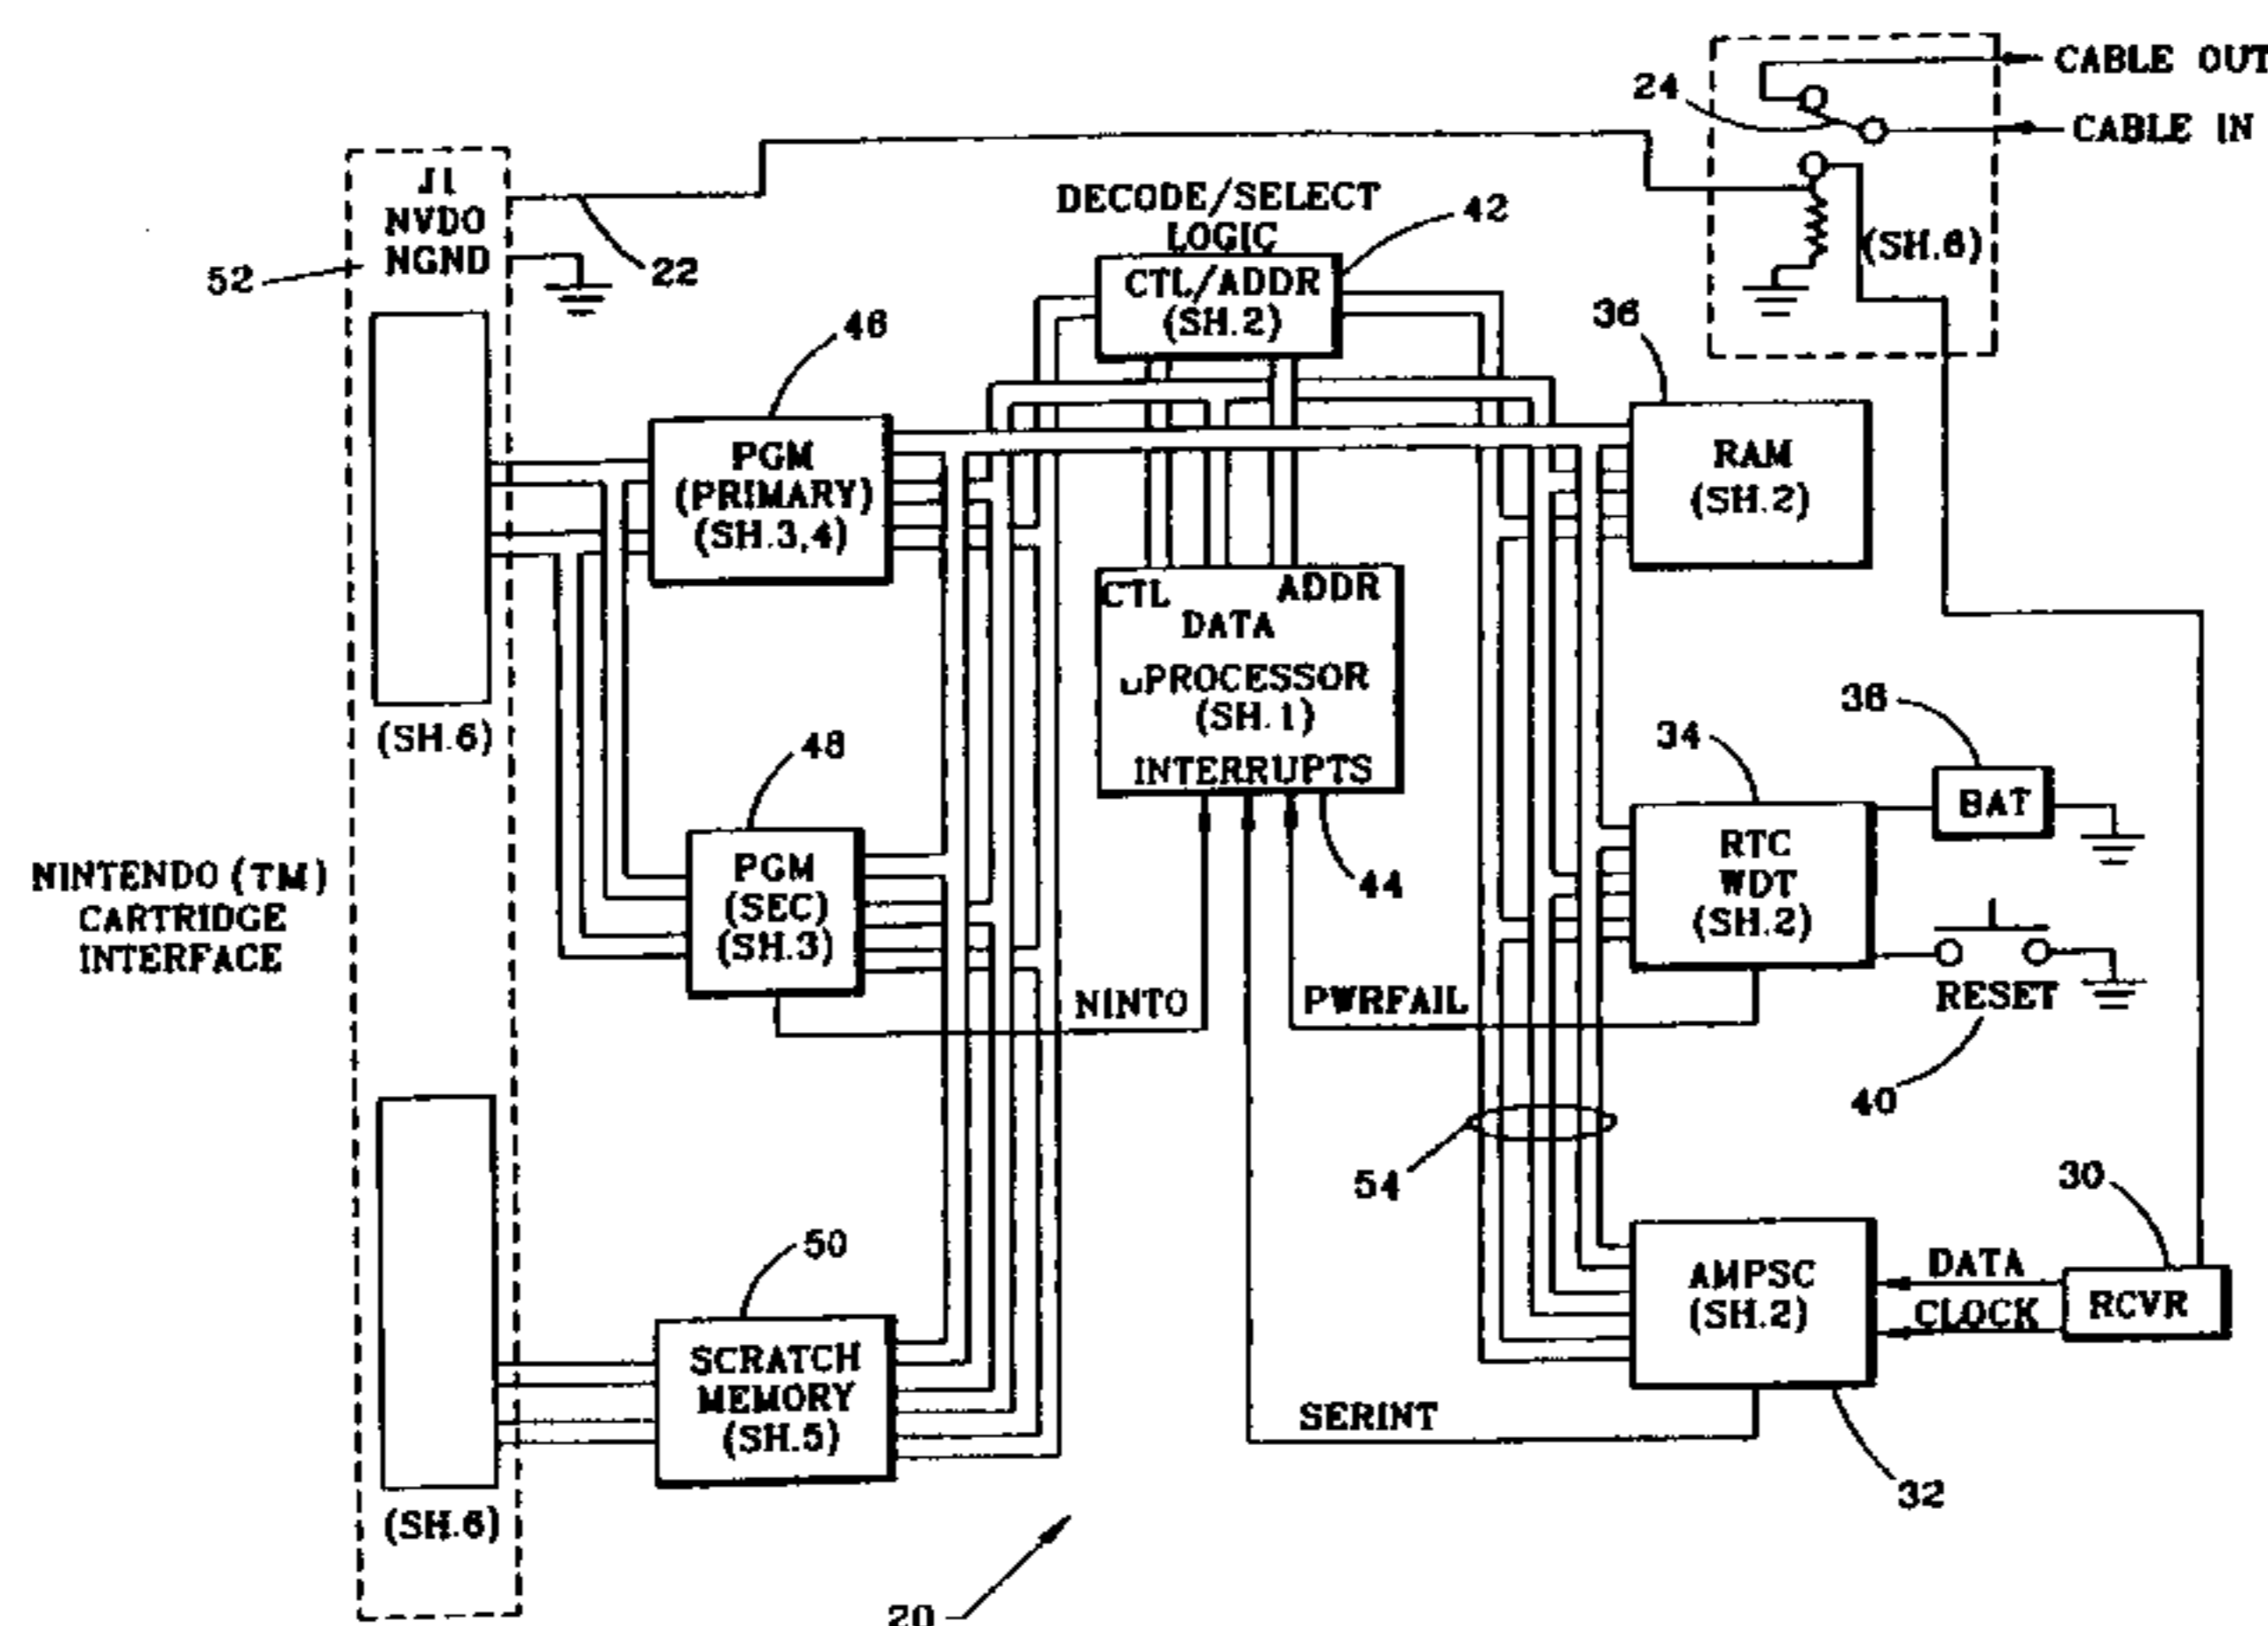 CABLE OUT
24
CABLE IN
J1
NVDO
NGND
52
22
DECODE/SELECT
LOGIC
42
CTL/ADDR
(SH.2)
(SH.6)
46
36
PGM
(PRIMARY)
(SH.3,4)
RAM
(SH.2)
CTL
ADDR
DATA
uPROCESSOR
(SH.1)
INTERRUPTS
44
(SH.6)
48
34
36
BAT
RTC
WDT
(SH.2)
NINTENDO (TM)
CARTRIDGE
INTERFACE
PGM
(SEC)
(SH.3)
NINTO
PWRFAIL
RESET
40
54
30
50
AMPSC
(SH.2)
DATA
CLOCK
RCVR
SCRATCH
MEMORY
(SH.5)
SERINT
32
(SH.6)
20